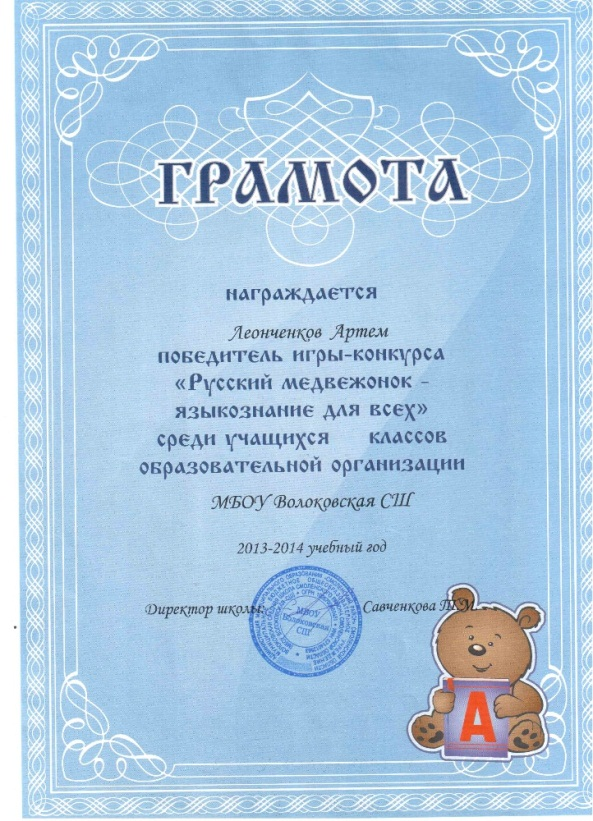 ГРАМОТА
награждается
Леонченков Артем
победитель игры-конкурса
«Русский медвежонок –
языкознание для всех»
среди учащихся классов
образовательной организации
МБОУ Волоковская СШ
2013-2014 учебный год
Директор школы:
Савченкова Т.М.
МБОУ
Волоковская
СШ
А